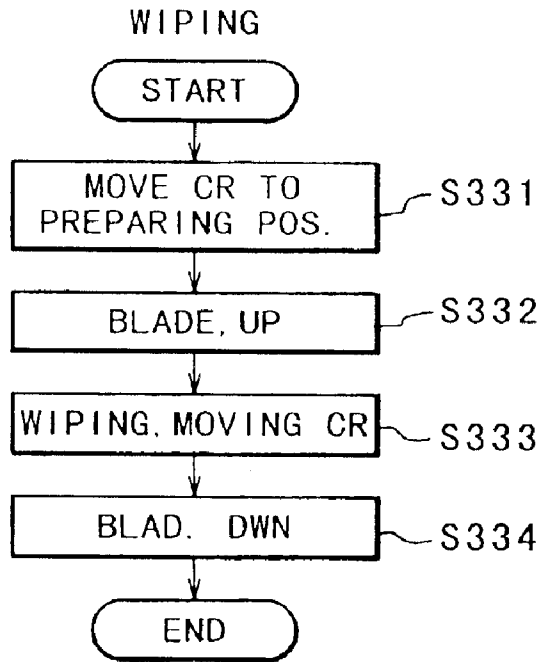 WIPING
START
MOVE CR TO
PREPARING POS.
S331
BLADE, UP
S332
WIPING, MOVING CR
S333
BLAD. DWN
S334
END